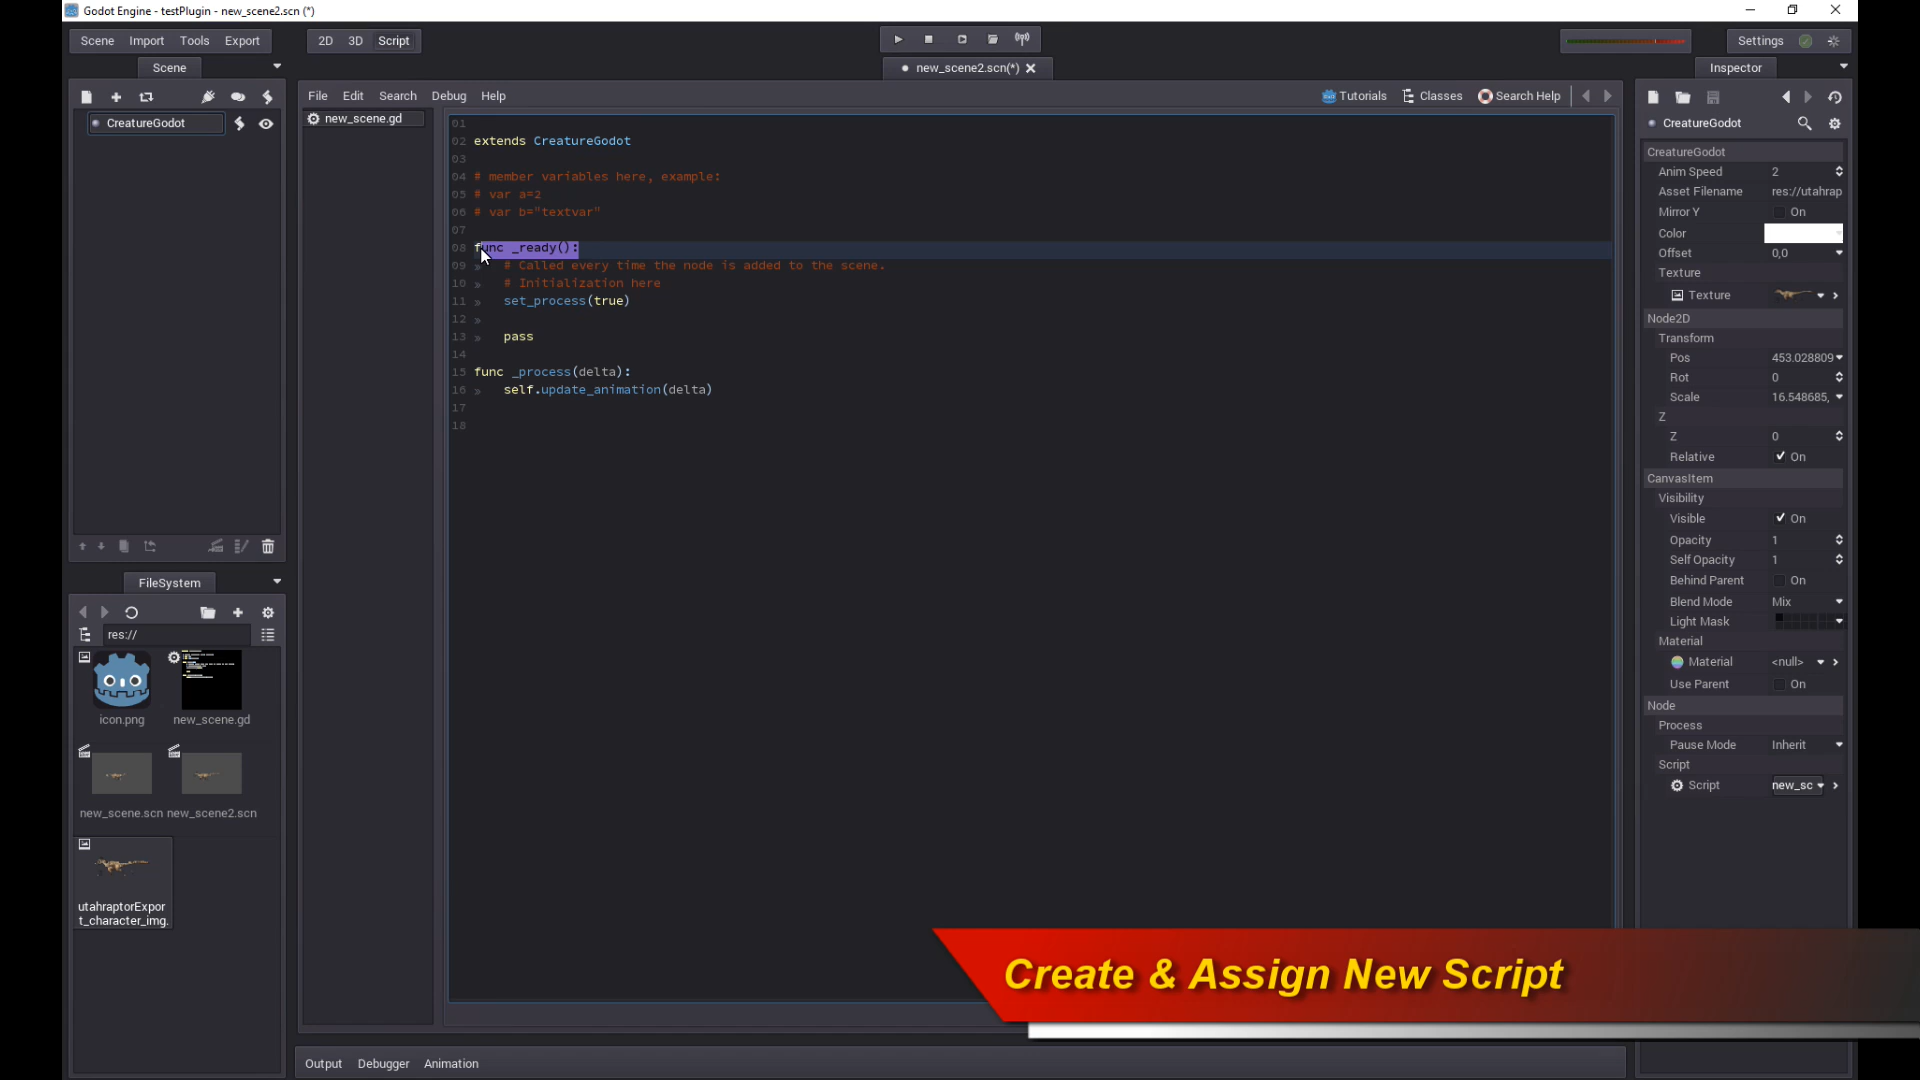 Godot Engine - testPlugin - new_scene2.scn (*)
Scene Import Tools Export
2D 3D Script
Settings
Scene
new_scene2.scn(*)
Inspector
File Edit Search Debug Help
Tutorials Classes Search Help
CreatureGodot
new_scene.gd
CreatureGodot
01
02 extends CreatureGodot
03
04 # member variables here, example:
05 # var a=2
06 # var b="textvar"
07
08 func _ready():
09 # Called every time the node is added to the scene.
10 # Initialization here
11 set_process(true)
12
13 pass
14
15 func _process(delta):
16 self.update_animation(delta)
17
18
CreatureGodot
Anim Speed 2
Asset Filename res://utahrap
Mirror Y On
Color
Offset 0,0
Texture
Texture
Node2D
Transform
Pos 453.028809
Rot 0
Scale 16.548685,
Z
Z 0
Relative On
CanvasItem
Visibility
Visible On
Opacity 1
Self Opacity 1
Behind Parent On
Blend Mode Mix
Light Mask
Material
Material <null>
Use Parent On
Node
Process
Pause Mode Inherit
Script
Script new_sc
FileSystem
res://
icon.png new_scene.gd
new_scene.scn new_scene2.scn
utahraptorExpor
t_character_img.
Create & Assign New Script
Output Debugger Animation